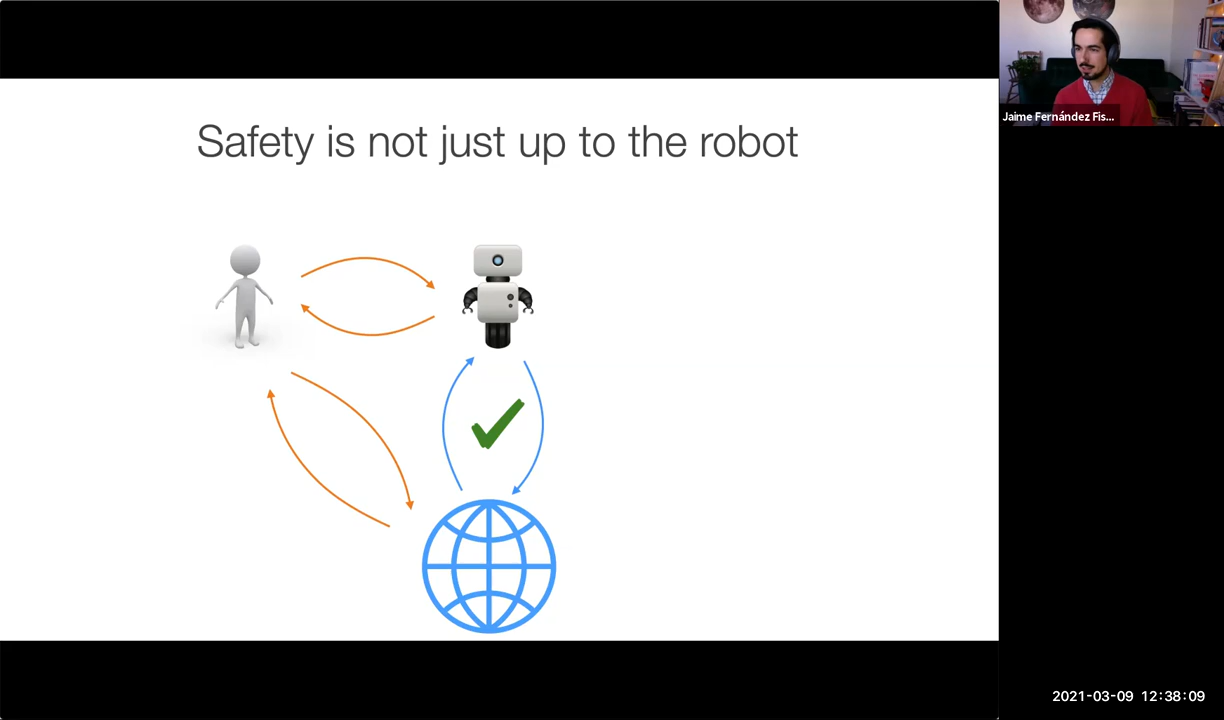 Safety is not just up to the robot
Jaime Fernández Fis...
2021-03-09 12:38:09